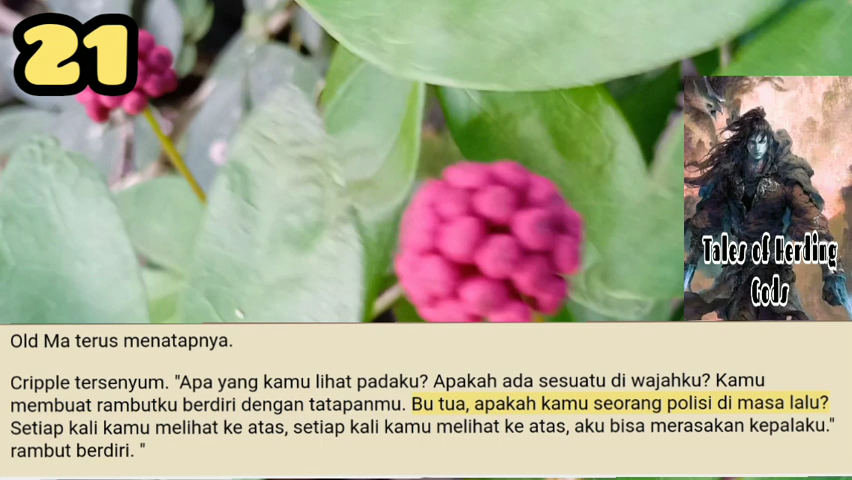 21
Tales of Herding
Gods
Old Ma terus menatapnya.
Cripple tersenyum. "Apa yang kamu lihat padaku? Apakah ada sesuatu di wajahku? Kamu
membuat rambutku berdiri dengan tatapanmu. Bu tua, apakah kamu seorang polisi di masa lalu?
Setiap kali kamu melihat ke atas, setiap kali kamu melihat ke atas, aku bisa merasakan kepalaku."
rambut berdiri. "